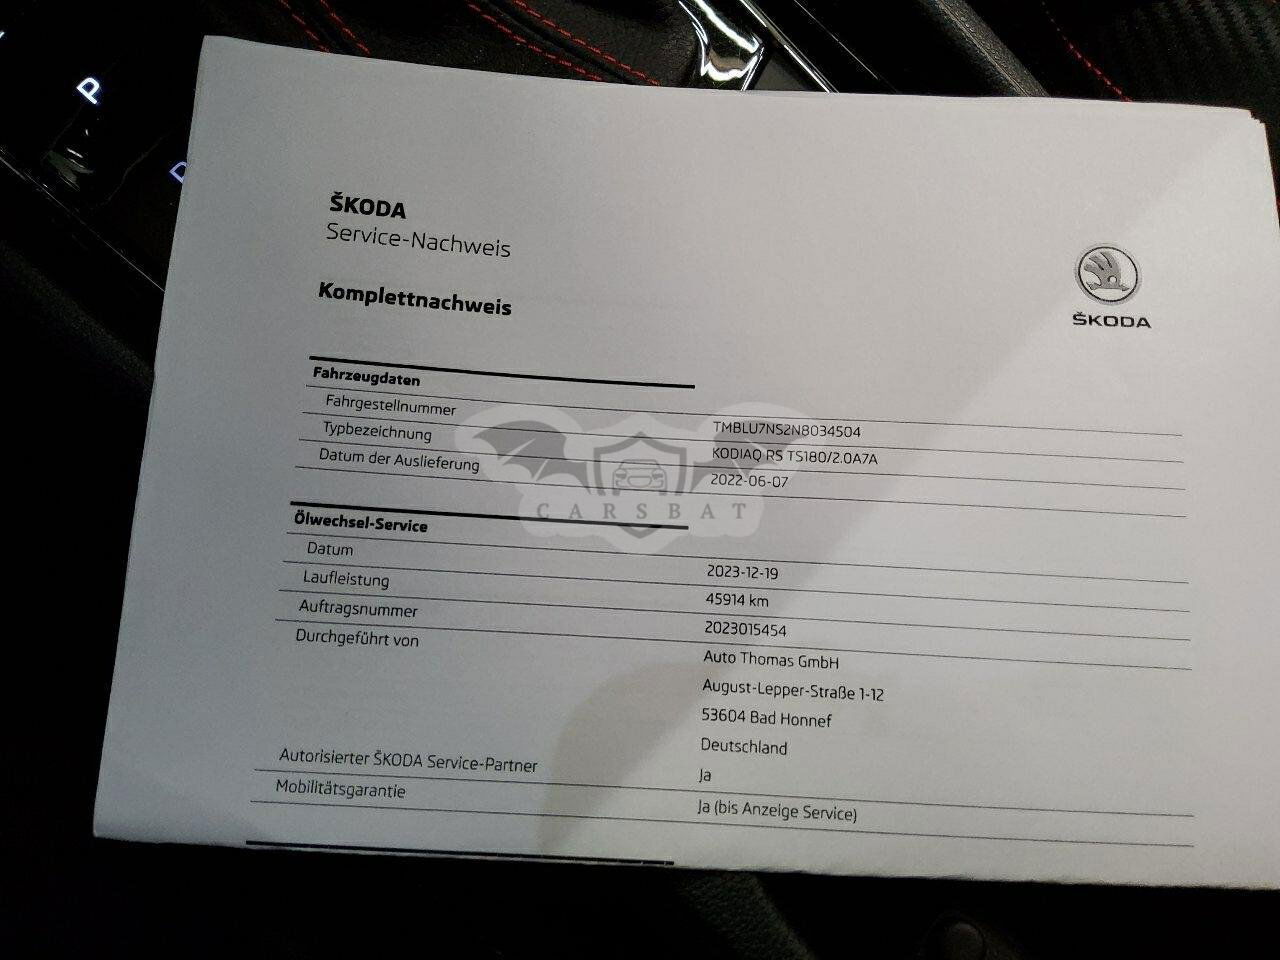 P
D
ŠKODA
Service-Nachweis
Komplettnachweis
ŠKODA
Fahrzeugdaten
Fahrgestellnummer TMBLU7NS2N8034504
Typbezeichnung KODIAQ RS TS180/2.0A7A
Datum der Auslieferung 2022-06-07
CARSBAT
Ölwechsel-Service
Datum 2023-12-19
Laufleistung 45914 km
Auftragsnummer 2023015454
Durchgeführt von Auto Thomas GmbH
August-Lepper-Straße 1-12
53604 Bad Honnef
Deutschland
Autorisierter ŠKODA Service-Partner Ja
Mobilitätsgarantie Ja (bis Anzeige Service)